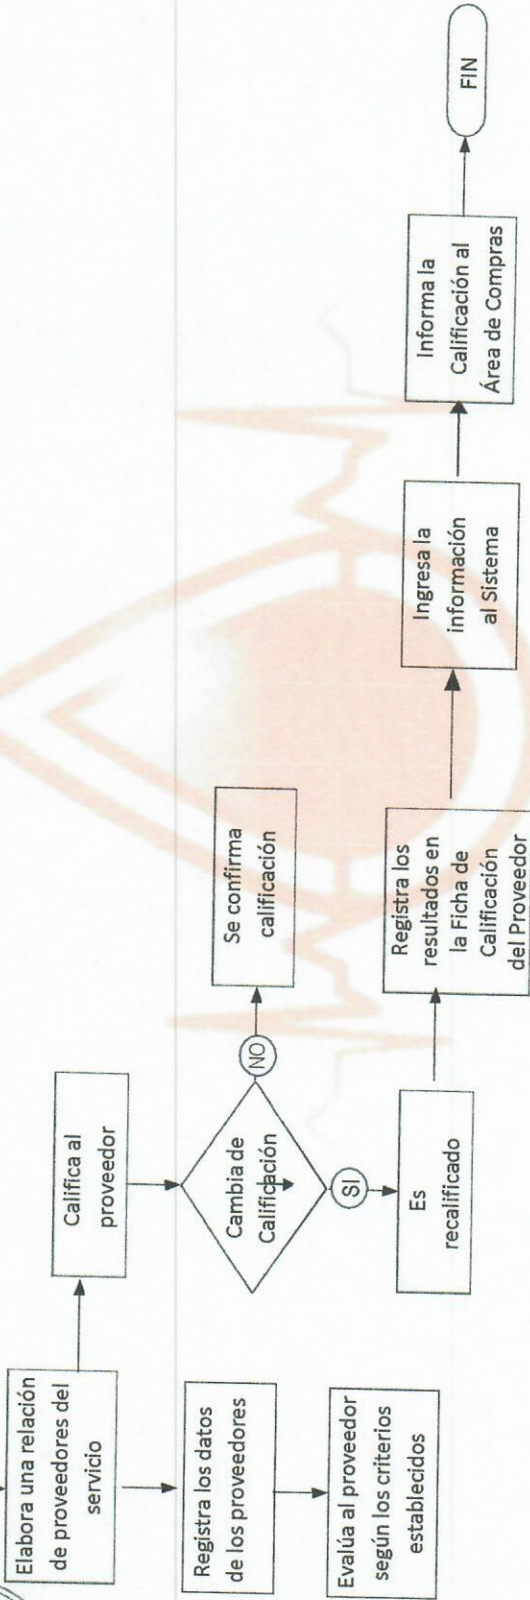 Elabora una relación
de proveedores del
servicio
Registra los datos
de los proveedores
Evalúa al proveedor
según los criterios
establecidos
Califica al
proveedor
Cambia de
Calificación
NO
SI
Se confirma
calificación
Es
recalificado
Registra los
resultados en
la Ficha de
Calificación
del Proveedor
Ingresa la
información
al Sistema
Informa la
Calificación al
Área de Compras
FIN